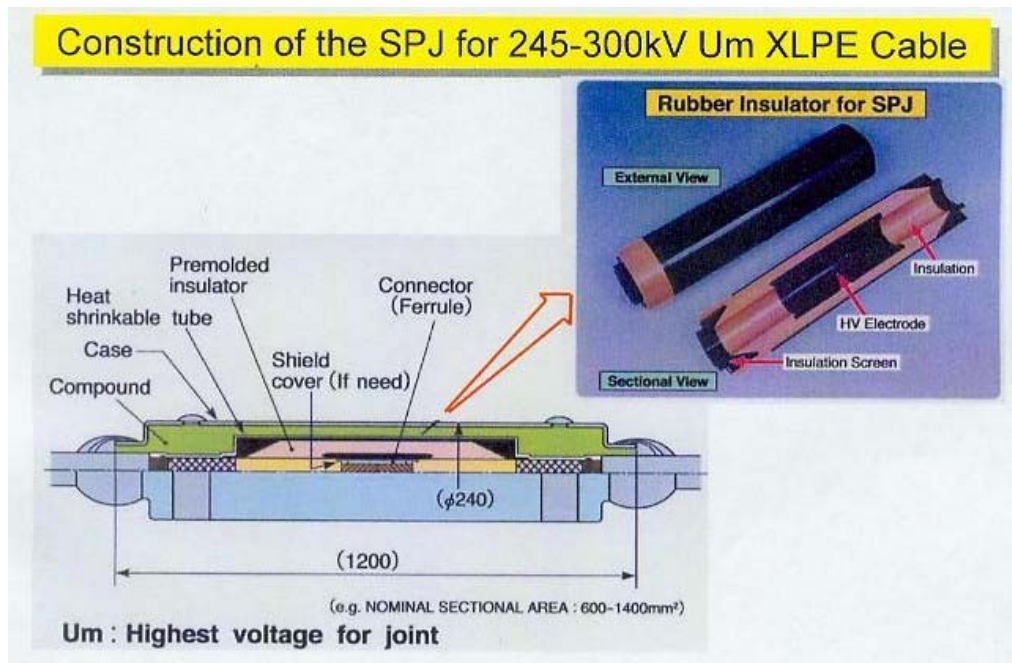 Construction of the SPJ for 245-300kV Um XLPE Cable
Rubber Insulator for SPJ
External View
Insulation
HV Electrode
Insulation Screen
Sectional View
Premolded
insulator
Connector
(Ferrule)
Heat
shrinkable tube
Case
Shield
cover (If need)
Compound
(φ240)
(1200)
(e.g. NOMINAL SECTIONAL AREA : 600-1400mm²)
Um : Highest voltage for joint